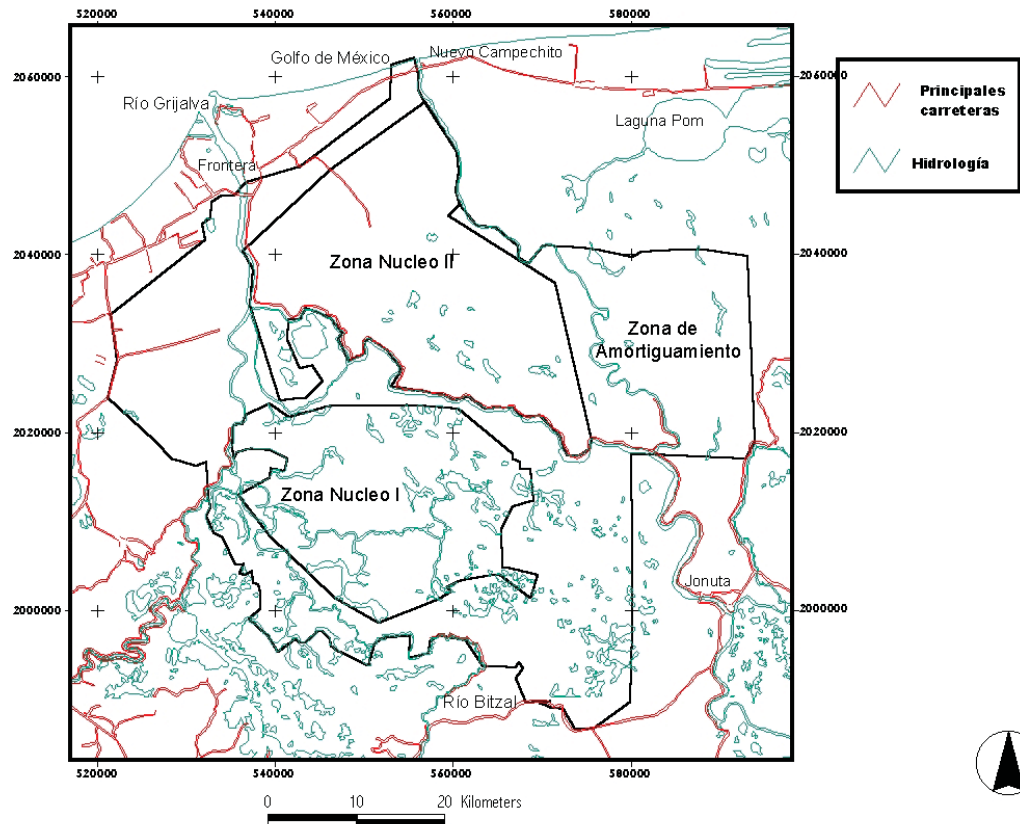 520000 540000 560000 580000
2060000
2060000
Golfo de México
Nuevo Campechito
Río Grijalva
Laguna Pom
Frontera
Principales
carreteras
Hidrología
2040000
2040000
Zona Nucleo II
Zona de
Amortiguamiento
2020000
2020000
Zona Nucleo I
Jonuta
2000000
2000000
Río Bitzal
520000 540000 560000 580000
0 10 20 Kilometers